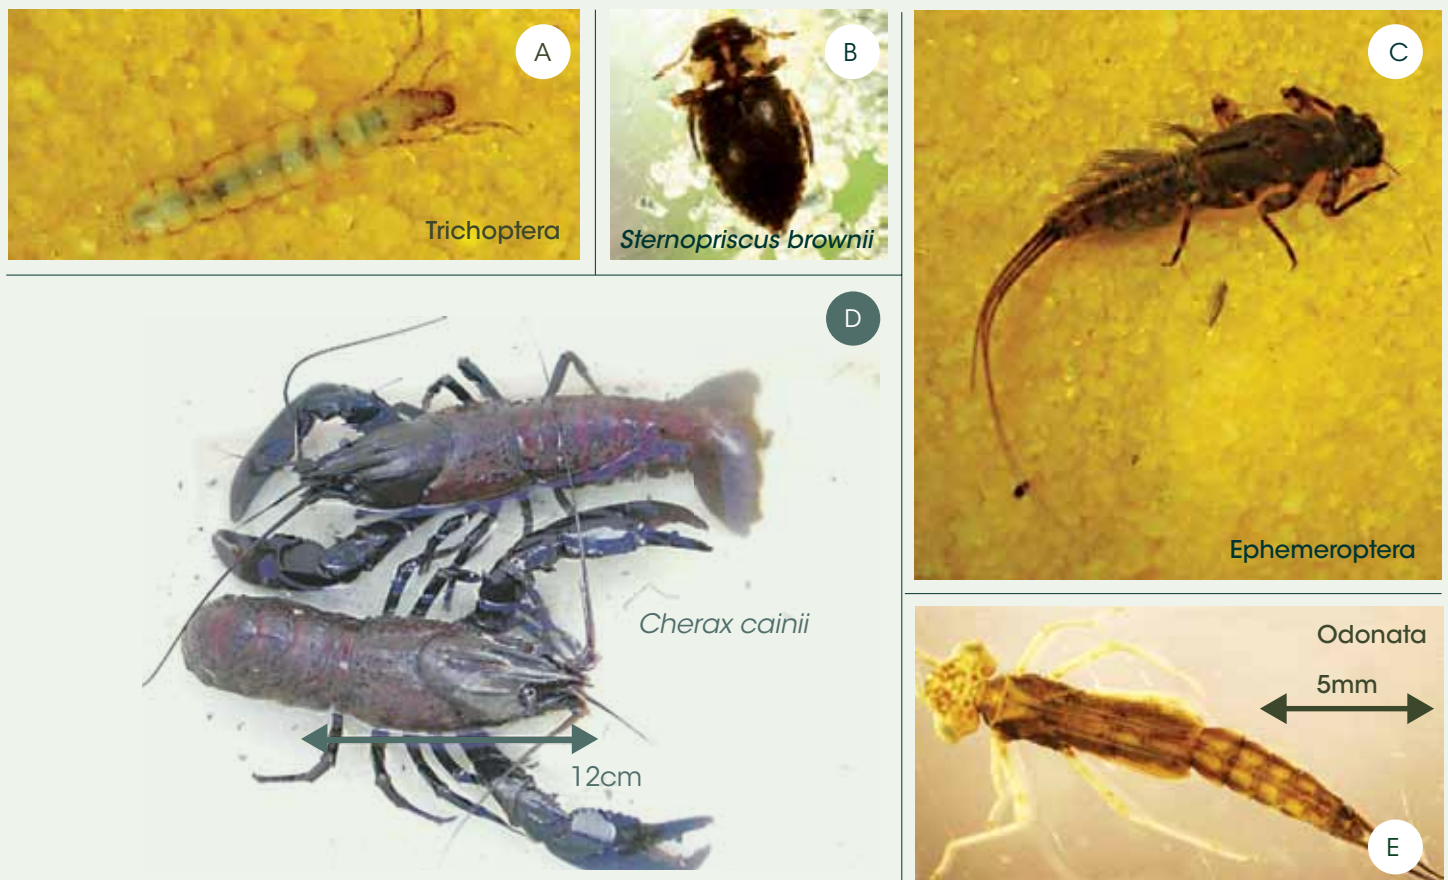 A
Trichoptera
B
Sternopriscus brownii
C
Ephemeroptera
D
Cherax cainii
12cm
Odonata
5mm
E